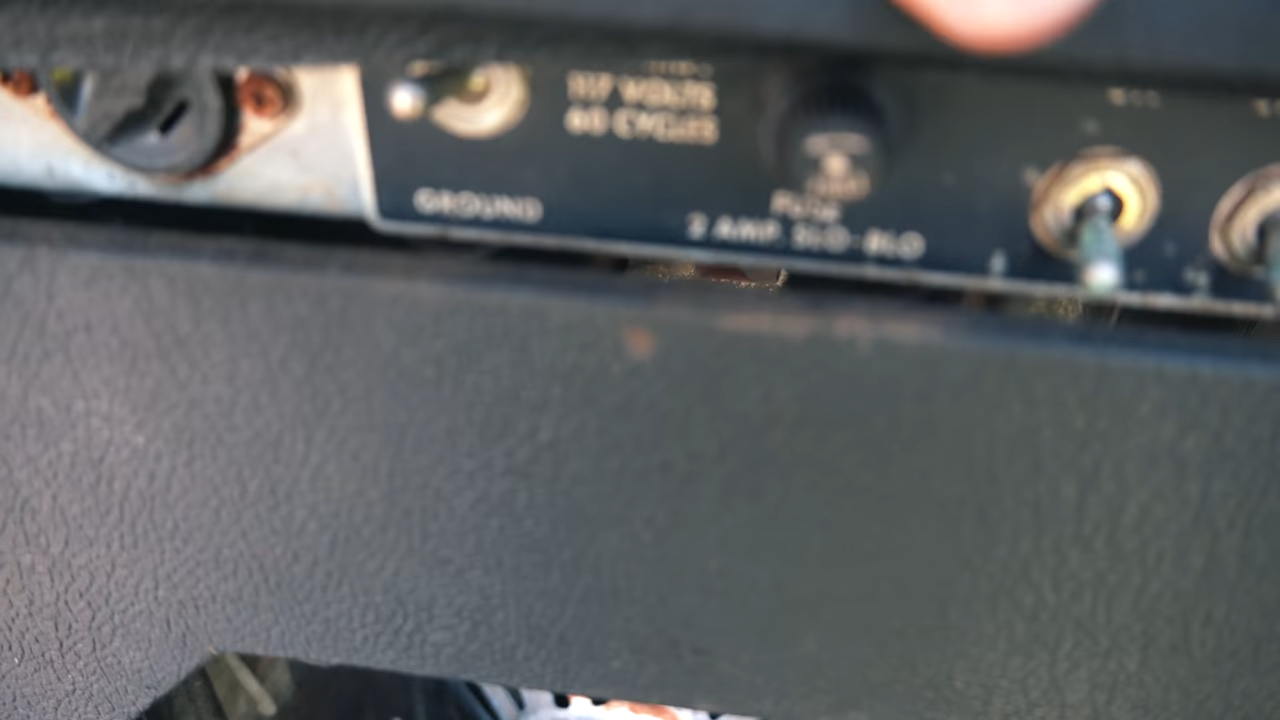 117 VOLTS
60 CYCLES
GROUND
FUSE
2 AMP. SLO-BLO